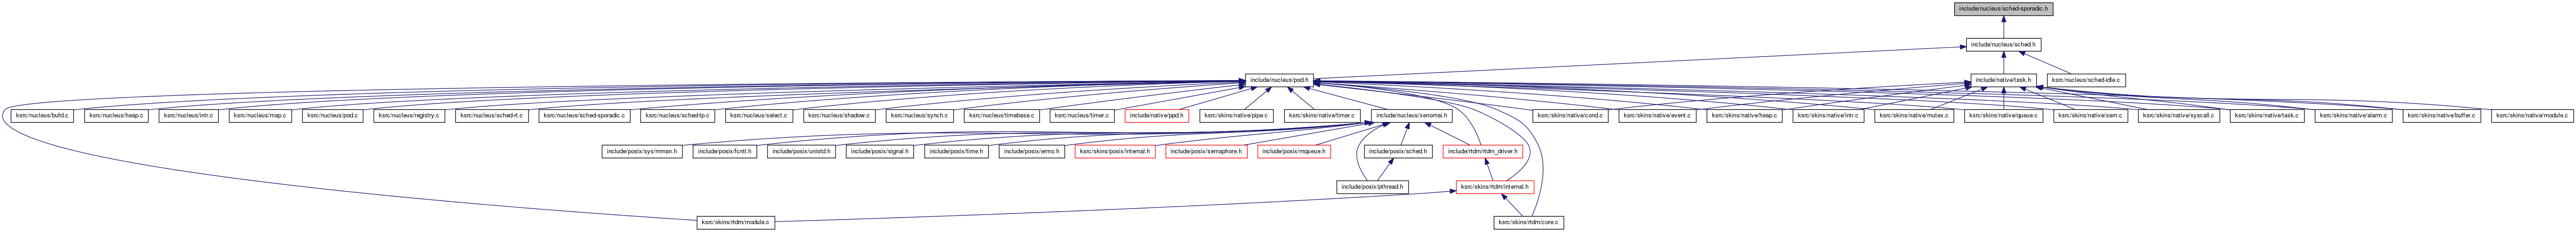 include/nucleus/sched-sporadic.h
include/nucleus/sched.h
include/nucleus/pod.h
include/native/task.h
ksrc/nucleus/sched-idle.c
ksrc/nucleus/bufd.c
ksrc/nucleus/heap.c
ksrc/nucleus/intr.c
ksrc/nucleus/map.c
ksrc/nucleus/pod.c
ksrc/nucleus/registry.c
ksrc/nucleus/sched-rt.c
ksrc/nucleus/sched-sporadic.c
ksrc/nucleus/sched-tp.c
ksrc/nucleus/select.c
ksrc/nucleus/shadow.c
ksrc/nucleus/synch.c
ksrc/nucleus/timebase.c
ksrc/nucleus/timer.c
include/native/ppd.h
ksrc/skins/native/pipe.c
ksrc/skins/native/timer.c
include/nucleus/xenomai.h
ksrc/skins/native/cond.c
ksrc/skins/native/event.c
ksrc/skins/native/heap.c
ksrc/skins/native/intr.c
ksrc/skins/native/mutex.c
ksrc/skins/native/queue.c
ksrc/skins/native/sem.c
ksrc/skins/native/syscall.c
ksrc/skins/native/task.c
ksrc/skins/native/alarm.c
ksrc/skins/native/buffer.c
ksrc/skins/native/module.c
include/posix/sys/mman.h
include/posix/fcntl.h
include/posix/unistd.h
include/posix/signal.h
include/posix/time.h
include/posix/errno.h
ksrc/skins/posix/internal.h
include/posix/semaphore.h
include/posix/mqueue.h
include/posix/sched.h
include/rtdm/rtdm_driver.h
include/posix/pthread.h
ksrc/skins/rtdm/internal.h
ksrc/skins/rtdm/module.c
ksrc/skins/rtdm/core.c